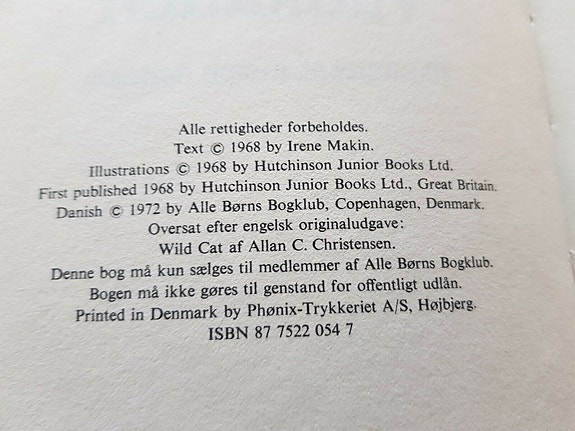 Alle rettigheder forbeholdes.
Text © 1968 by Irene Makin.
Illustrations © 1968 by Hutchinson Junior Books Ltd.
First published 1968 by Hutchinson Junior Books Ltd., Great Britain.
Danish © 1972 by Alle Børns Bogklub, Copenhagen, Denmark.
Oversat efter engelsk originaludgave:
Wild Cat af Allan C. Christensen.
Denne bog må kun sælges til medlemmer af Alle Børns Bogklub.
Bogen må ikke gøres til genstand for offentligt udlån.
Printed in Denmark by Phønix-Trykkeriet A/S, Højbjerg.
ISBN 87 7522 054 7